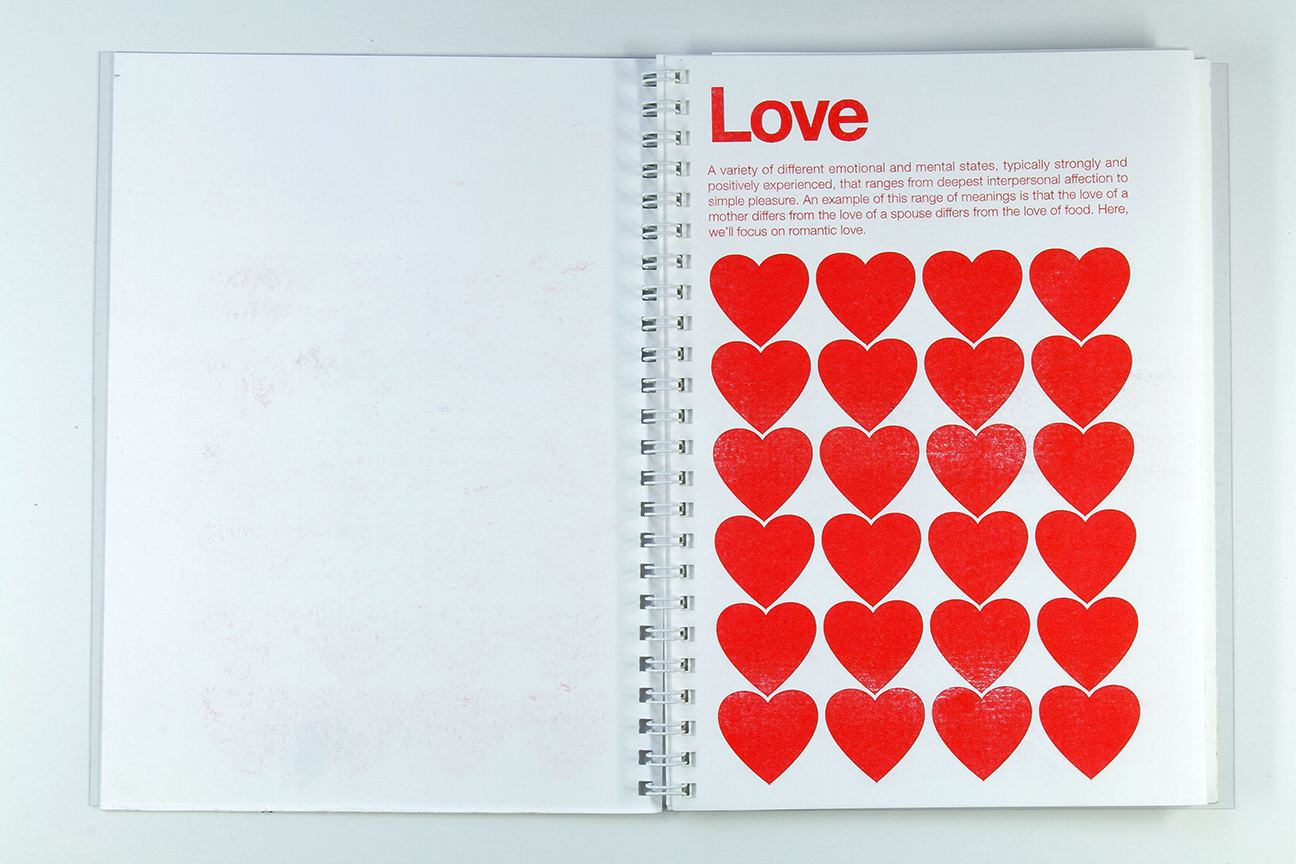 Love
A variety of different emotional and mental states, typically strongly and
positively experienced, that ranges from deepest interpersonal affection to
simple pleasure. An example of this range of meanings is that the love of a
mother differs from the love of a spouse differs from the love of food. Here,
we'll focus on romantic love.